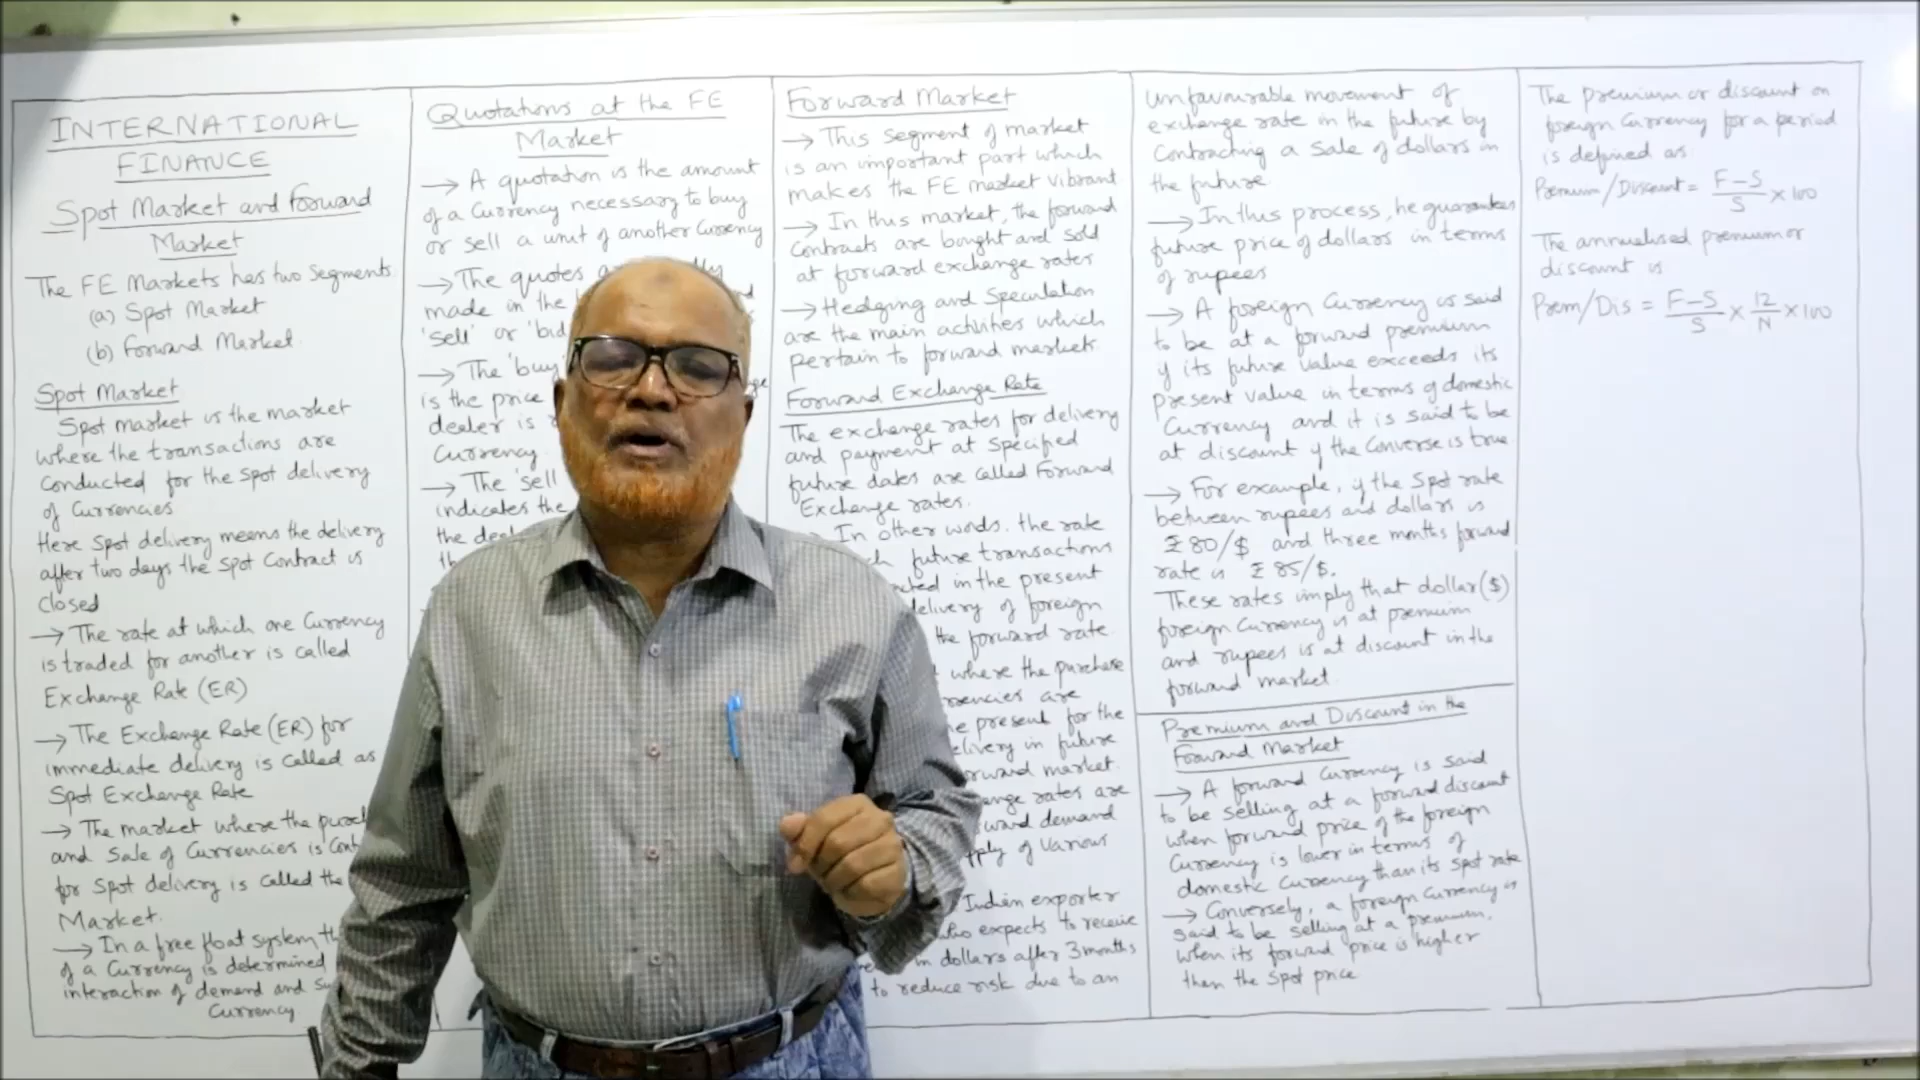 INTERNATIONAL
FINANCE
Spot Market and Forward
Market
The FE Markets has two Segments
(a) Spot Market
(b) Forward Market.
Spot Market
Spot market is the market
where the transactions are
conducted for the spot delivery
of Currencies
Here spot delivery means the delivery
after two days the spot Contract is
closed
→ The rate at which one Currency
is traded for another is called
Exchange Rate (ER)
→ The Exchange Rate (ER) for
immediate delivery is called as
Spot Exchange Rate
→ The market where the
and Sale of Currencies is
for Spot delivery is called the
Market.
→ In a free float system
of a Currency is determined
interaction of demand and
Currency.
Quotations at the FE
Market
→ A quotation is the amount
of a Currency necessary to buy
or sell a unit of another Currency
→ The quotes
made in the
'sell' or
→ The 'buy'
is the price
dealer is
Currency.
→ The 'sell
indicates the
the
Forward Market
→ This segment of market
is an important part which
makes the FE market vibrant
→ In this market, the forward
Contracts are bought and sold
at forward exchange rates
→ Hedging and Speculation
are the main activities which
pertain to forward markets
Forward Exchange Rate
The exchange rates for delivery
and payment at Specified
future dates are called Forward
Exchange rates.
In other words. the rate
future transactions
in the present
delivery of foreign
the forward rate.
where the purchase
are
present for the
delivery in future
market.
rates are
demand
of various
Indian exporter
who expects to receive
in dollars after 3 months
to reduce risk due to an
unfavourable movement of
exchange rate in the future by
Contracting a sale of dollars in
the future
→ In this process, he guarantees
future price of dollars in terms
of rupees
→ A foreign Currency is said
to be at a forward premium
if its future value exceeds its
present value in terms of domestic
Currency and it is said to be
at discount if the Converse is true
→ For example, if the Spot rate
between rupees and dollars is
₹80/$ and three months forward
rate is ₹85/$.
These rates imply that dollar($)
foreign Currency is at premium
and rupees is at discount in the
forward market.
Premium and Discount in the
Forward Market
→ A forward Currency is said
to be selling at a forward discount
when forward price of the foreign
Currency is lower in terms of
domestic Currency than its spot rate
→ Conversely, a foreign Currency is
said to be selling at a premium,
when its forward price is higher
than the spot price
The premium or discount on
foreign Currency for a period
is defined as
Premium/Discount = F-S/S × 100
The annualised premium or
discount is
Prem/Dis = F-S/S × 12/N × 100